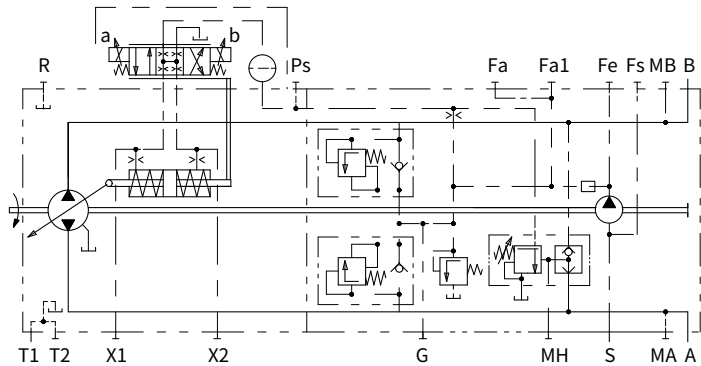 a b
R Ps Fa Fa1 Fe Fs MB B
T1 T2 X1 X2 G MH S MA A